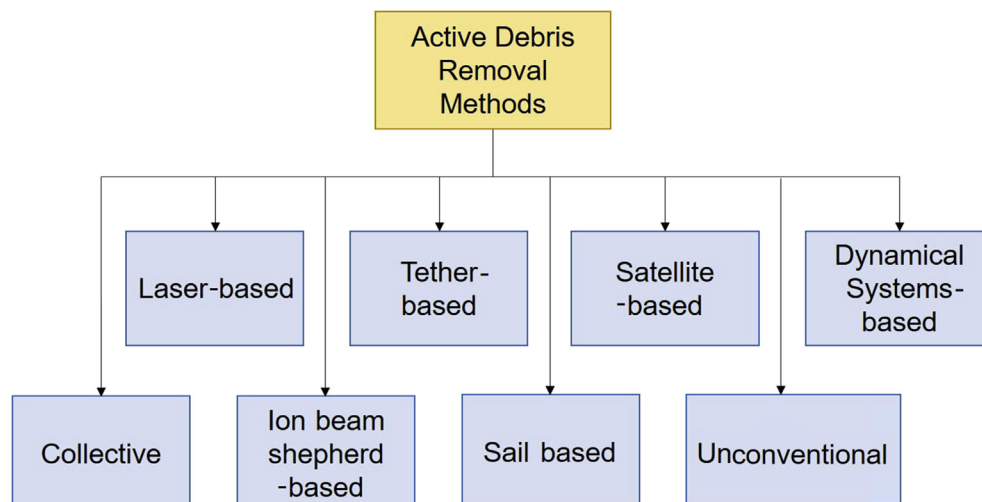 Active Debris
Removal
Methods
Laser-based
Tether-
based
Satellite
-based
Dynamical
Systems-
based
Collective
Ion beam
shepherd
-based
Sail based
Unconventional